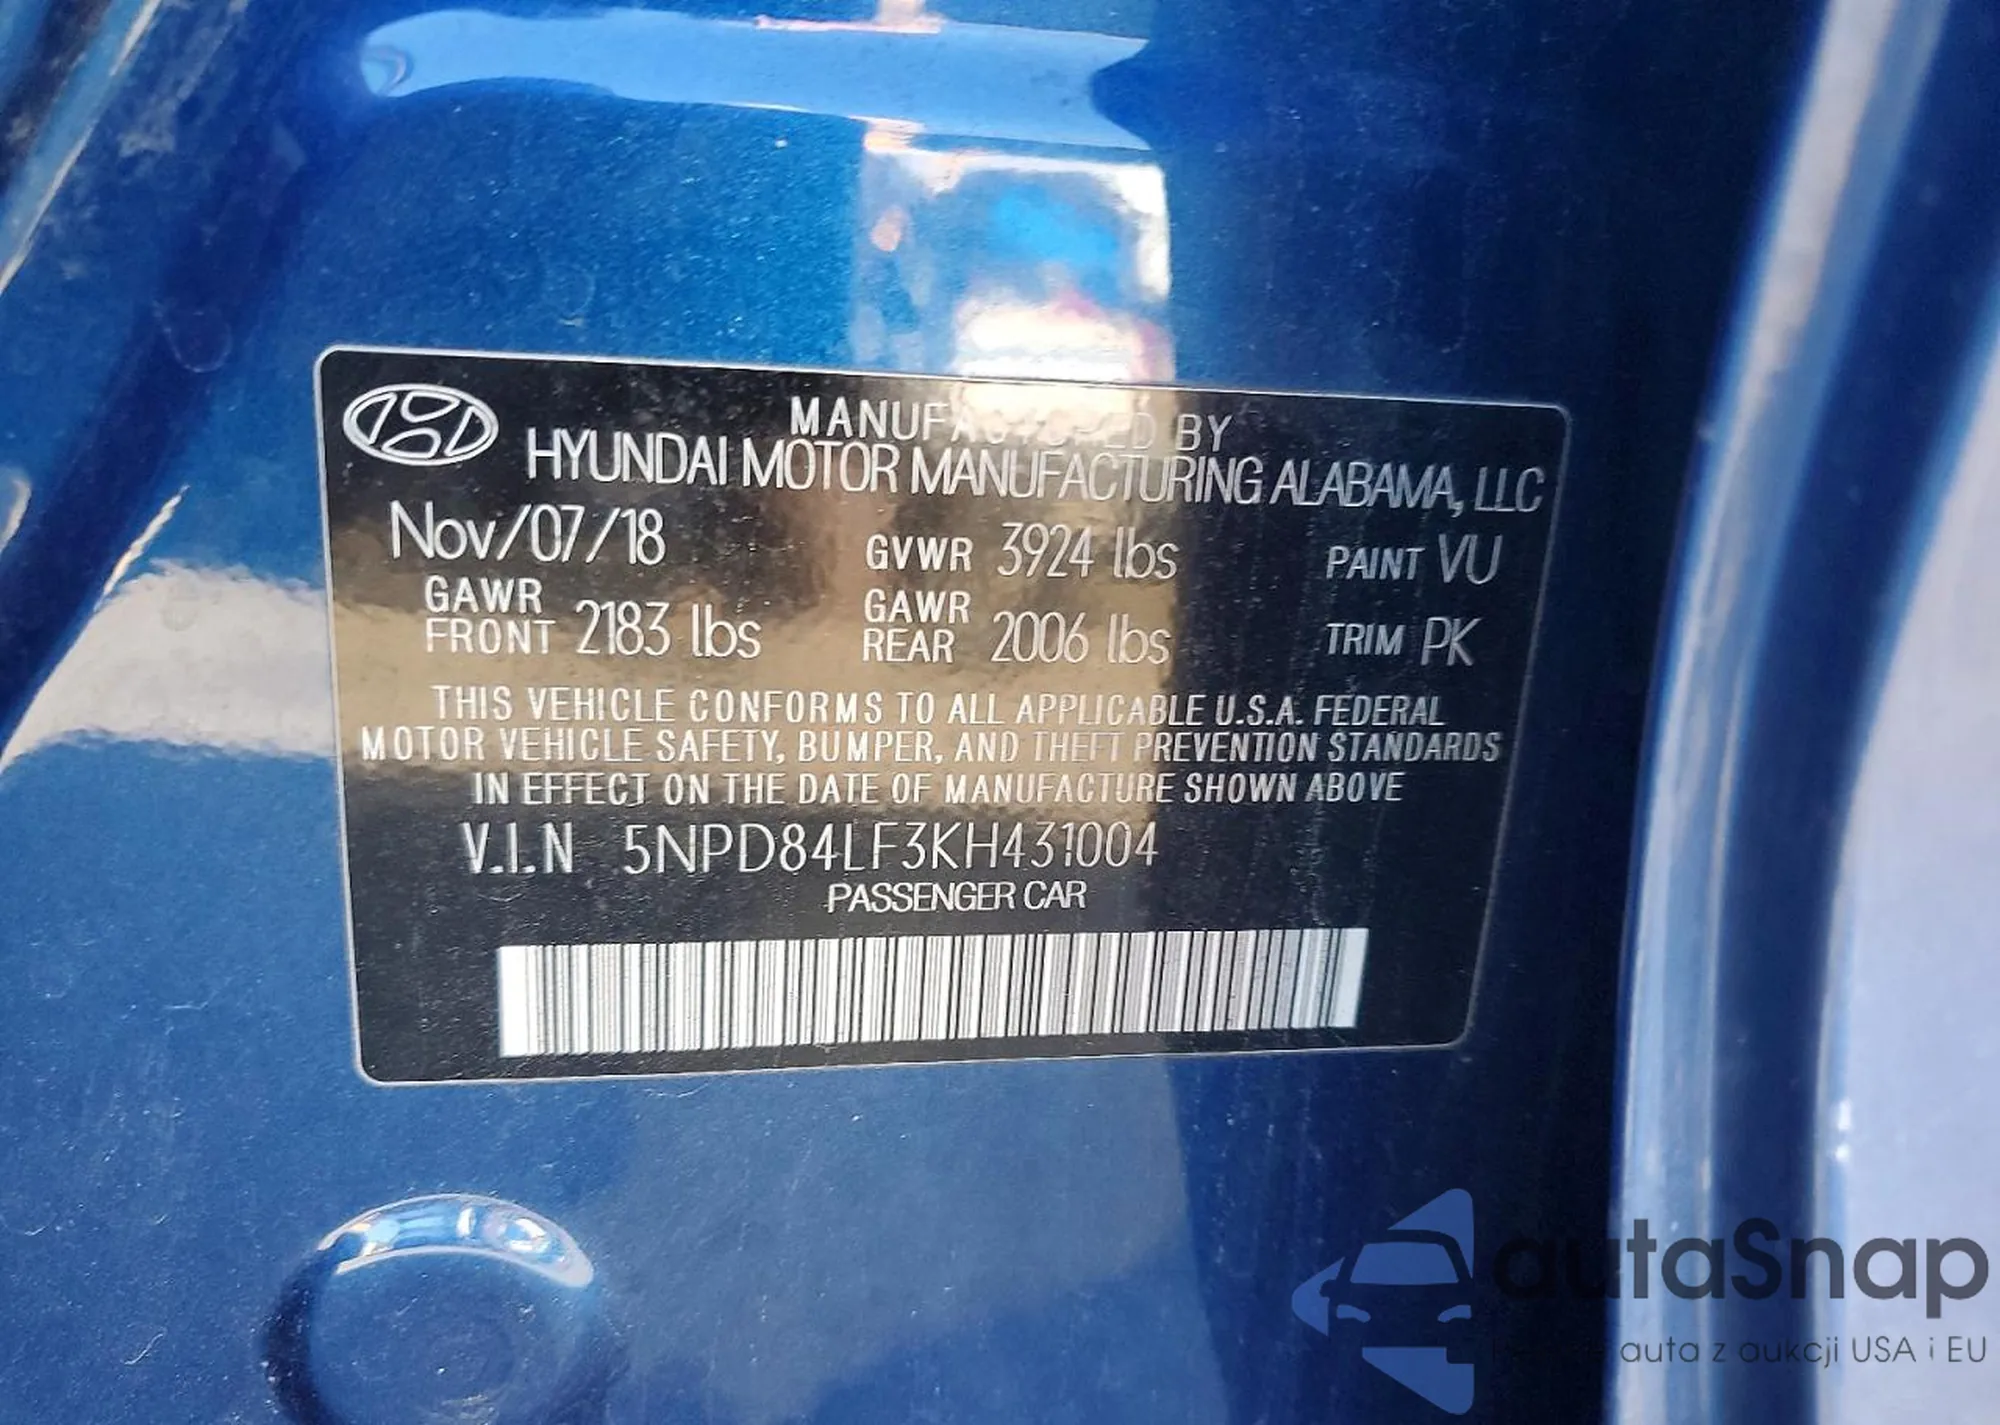 MANUFACTURED BY
HYUNDAI MOTOR MANUFACTURING ALABAMA, LLC
Nov/07/18 GVWR 3924 lbs PAINT VU
GAWR FRONT 2183 lbs GAWR REAR 2006 lbs TRIM PK
THIS VEHICLE CONFORMS TO ALL APPLICABLE U.S.A. FEDERAL
MOTOR VEHICLE SAFETY, BUMPER, AND THEFT PREVENTION STANDARDS
IN EFFECT ON THE DATE OF MANUFACTURE SHOWN ABOVE
V.I.N 5NPD84LF3KH431004
PASSENGER CAR
autaSnap
auta z aukcji USA i EU